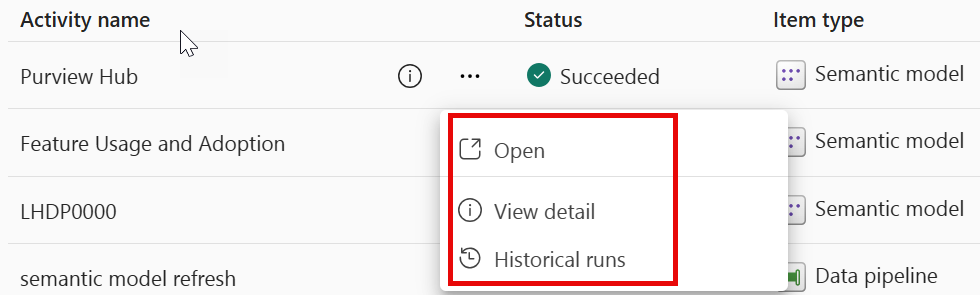 Activity name Status Item type
Purview Hub Succeeded Semantic model
Feature Usage and Adoption Semantic model
Open
LHDP0000 View detail Semantic model
Historical runs
semantic model refresh Data pipeline